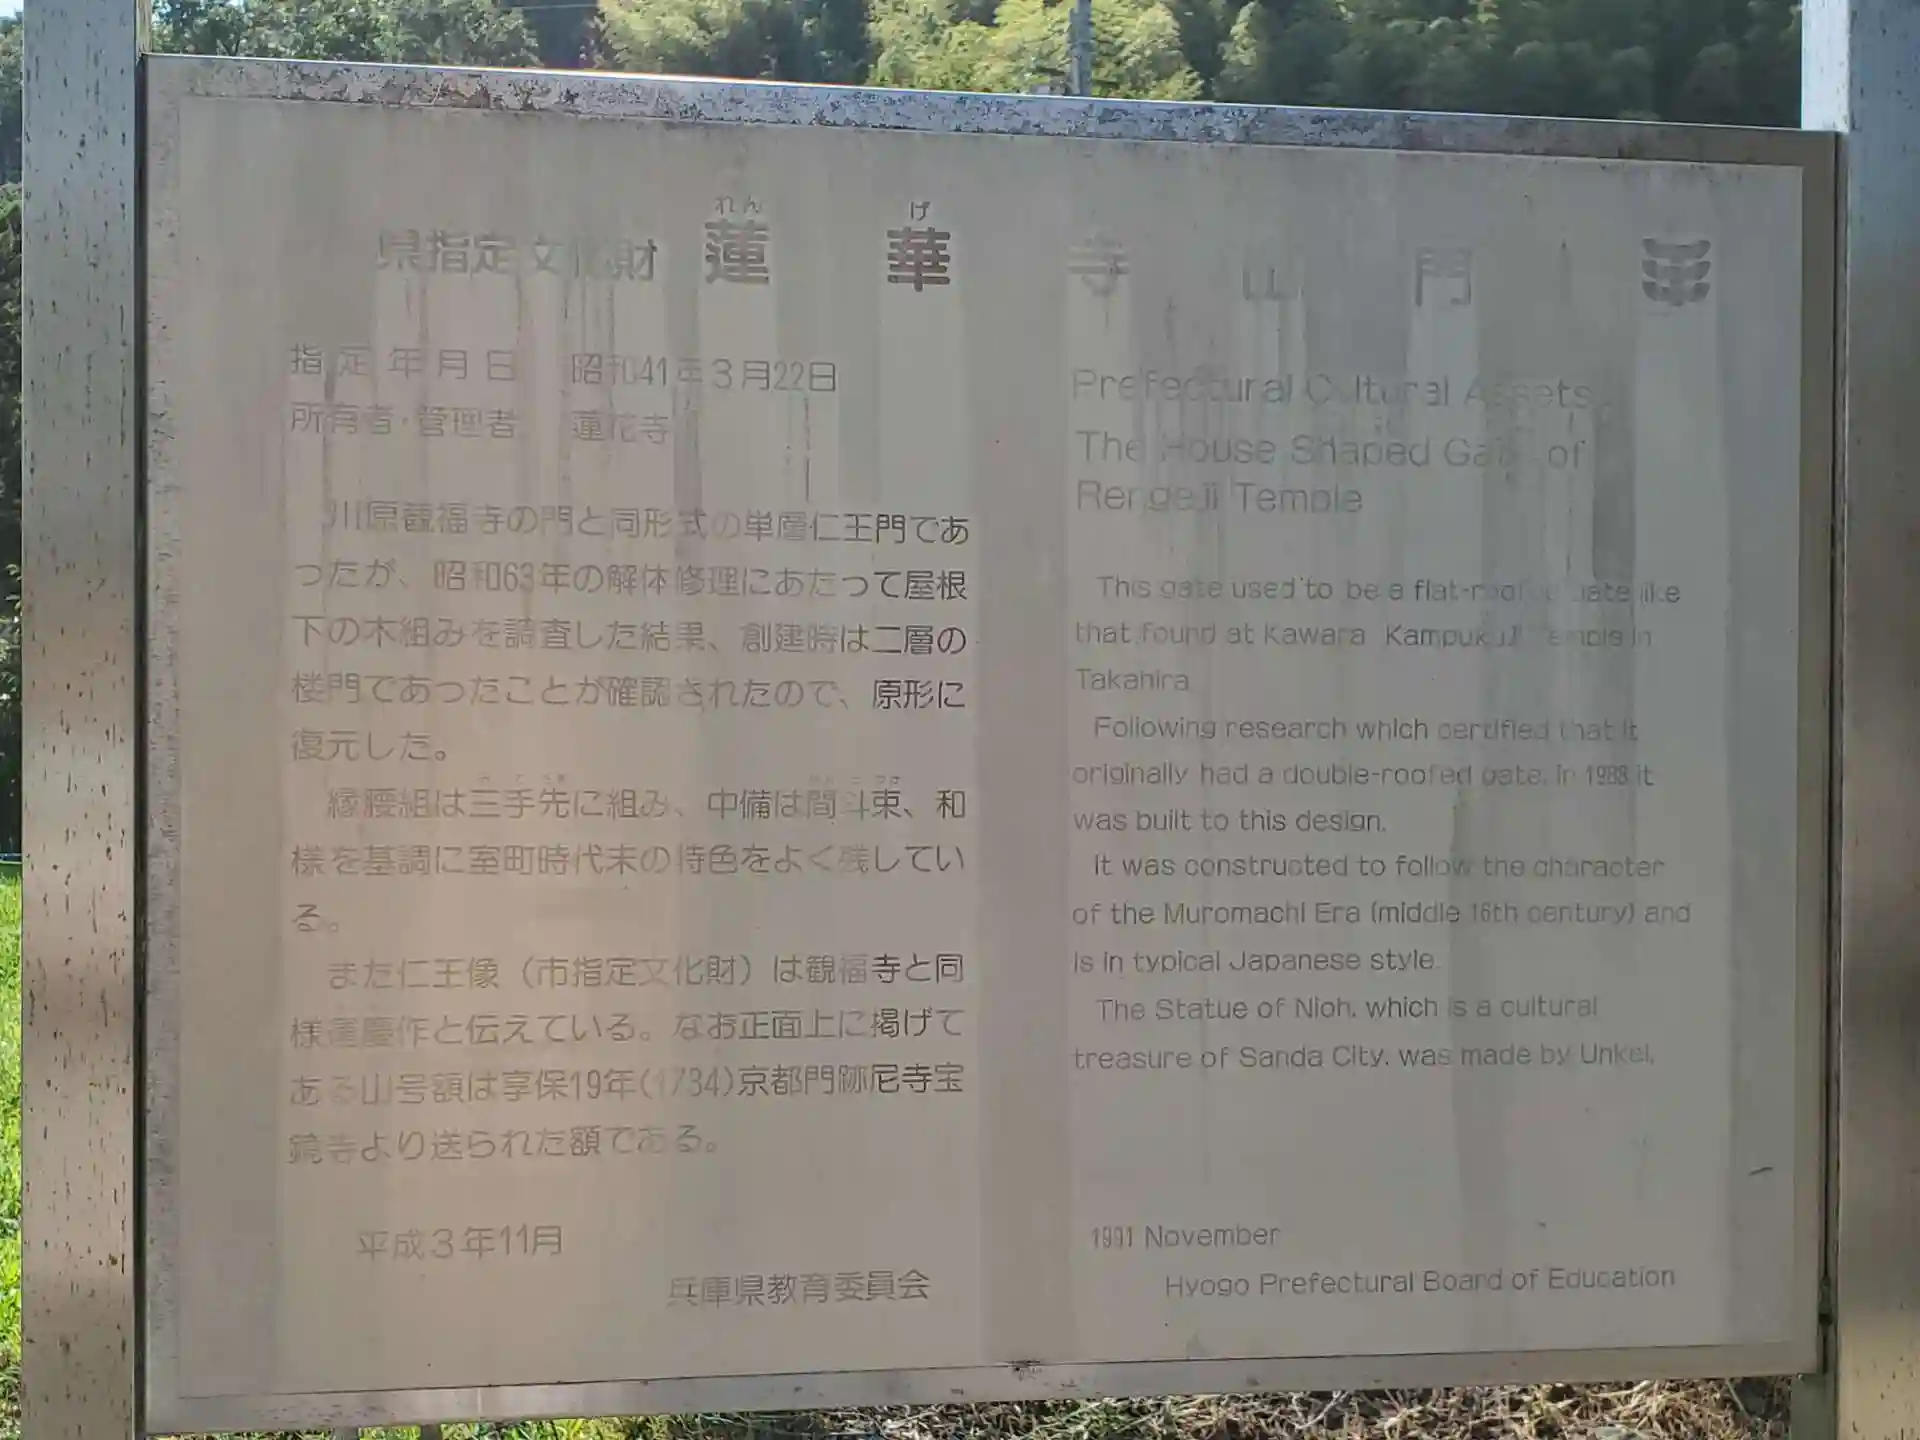 県指定文化財 蓮華寺山門
れん げ
指定年月日 昭和41年3月22日
所有者・管理者 蓮花寺
川原観福寺の門と同形式の単層仁王門であ
ったが、昭和63年の解体修理にあたって屋根
下の木組みを調査した結果、創建時は二層の
楼門であったことが確認されたので、原形に
復元した。
縁腰組は三手先に組み、中備は間斗束、和
様を基調に室町時代末の特色をよく残してい
る。
また仁王像（市指定文化財）は観福寺と同
様運慶作と伝えている。なお正面上に掲げて
ある山号額は享保19年(1734)京都門跡尼寺宝
鏡寺より送られた額である。
平成3年11月
兵庫県教育委員会
Prefectural Cultural Assets
The House Shaped Gate of
Rengeji Temple
This gate used to be a flat-roofed gate like
that found at Kawara Kampukuji Temple in
Takahira.
Following research which certified that it
originally had a double-roofed gate, in 1988 it
was built to this design.
It was constructed to follow the character
of the Muromachi Era (middle 16th century) and
is in typical Japanese style.
The Statue of Nioh, which is a cultural
treasure of Sanda City, was made by Unkei.
1991 November
Hyogo Prefectural Board of Education